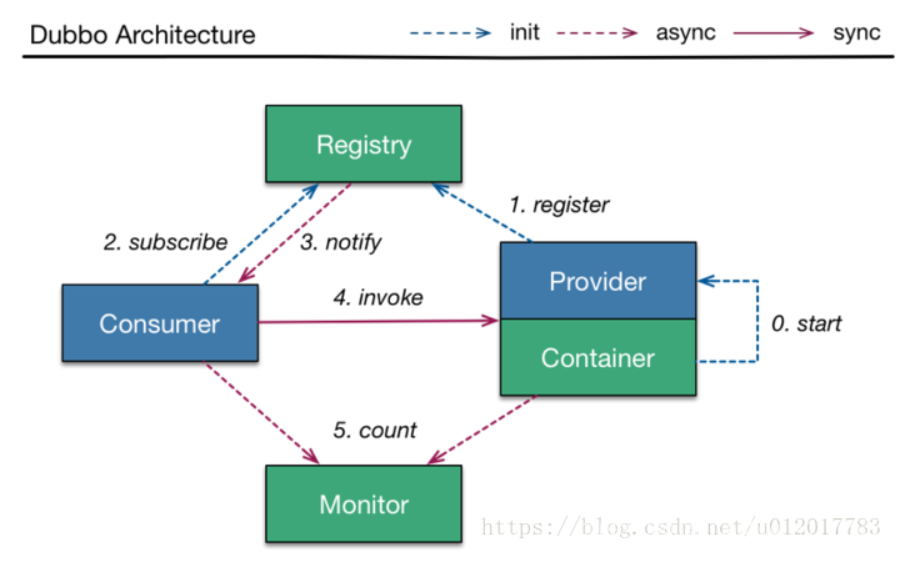 Dubbo Architecture
init
async
sync
Registry
1. register
2. subscribe
3. notify
Provider
4. invoke
Consumer
0. start
Container
5. count
Monitor
https://blog.csdn.net/u012017783